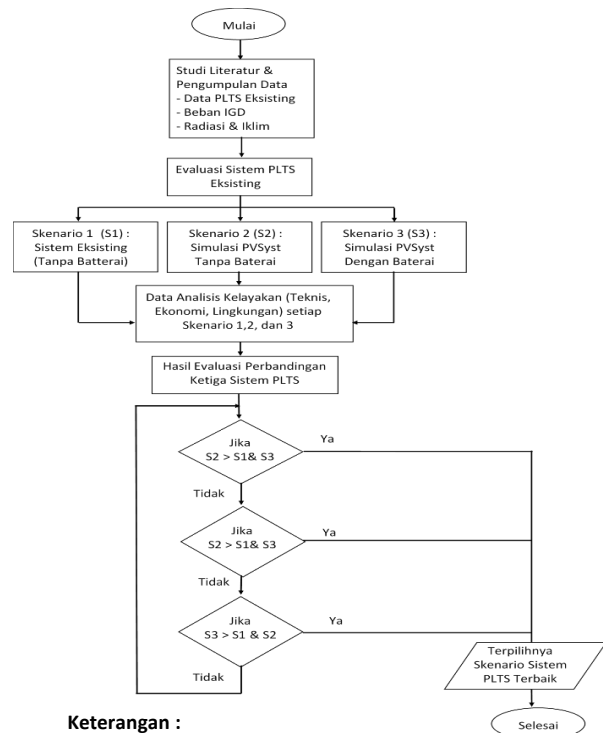 Mulai
Studi Literatur &
Pengumpulan Data
- Data PLTS Eksisting
- Beban IGD
- Radiasi & Iklim
Evaluasi Sistem PLTS
Eksisting
Skenario 1 (S1) :
Sistem Eksisting
(Tanpa Batterai)
Skenario 2 (S2) :
Simulasi PVSyst
Tanpa Baterai
Skenario 3 (S3) :
Simulasi PVSyst
Dengan Baterai
Data Analisis Kelayakan (Teknis,
Ekonomi, Lingkungan) setiap
Skenario 1,2, dan 3
Hasil Evaluasi Perbandingan
Ketiga Sistem PLTS
Jika
S2 > S1& S3
Ya
Tidak
Jika
S2 > S1& S3
Ya
Tidak
Jika
S3 > S1 & S2
Ya
Tidak
Terpilihnya
Skenario Sistem
PLTS Terbaik
Selesai
Keterangan :